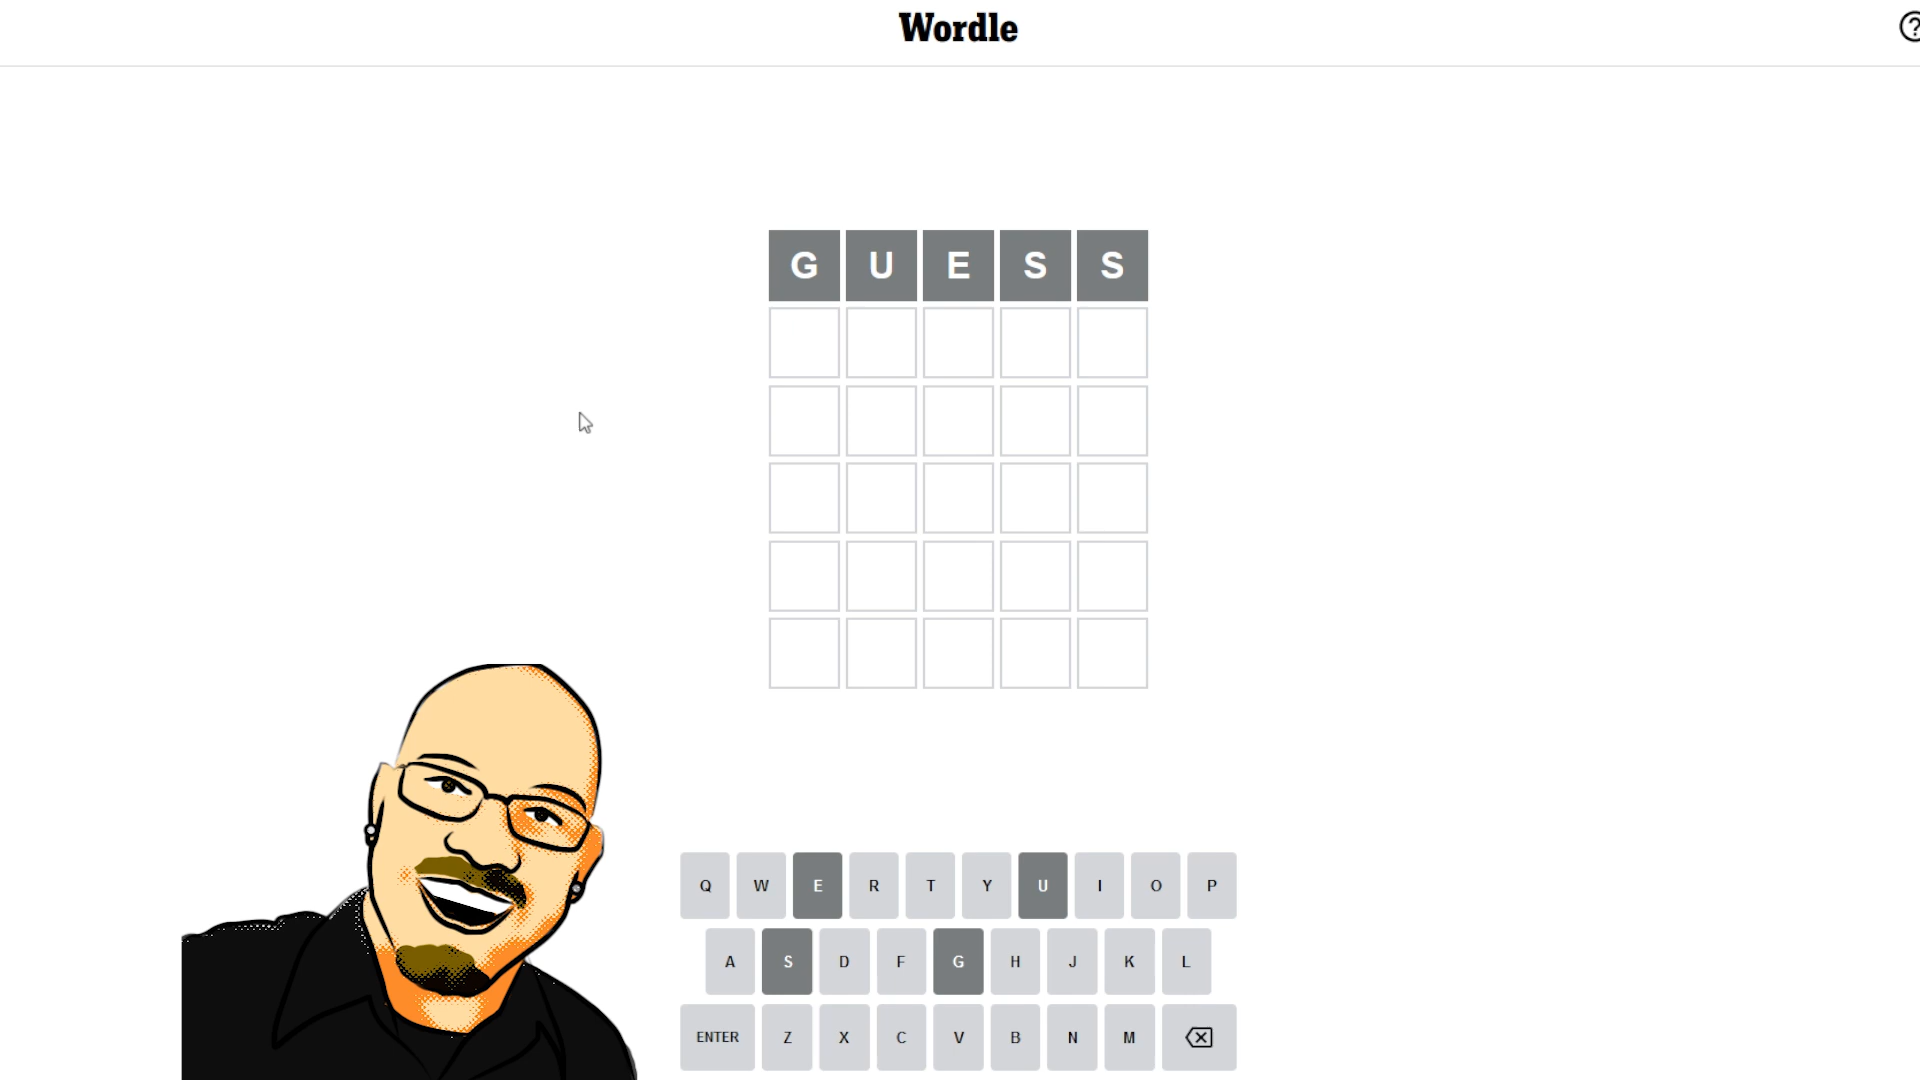 Wordle
?
G U E S S
Q W E R T Y U I O P
A S D F G H J K L
ENTER Z X C V B N M